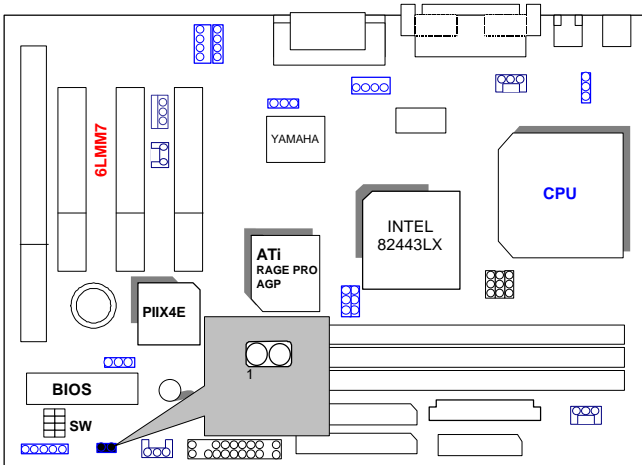 6LMM7
YAMAHA
CPU
INTEL
82443LX
ATi
RAGE PRO
AGP
PIIX4E
1
BIOS
SW